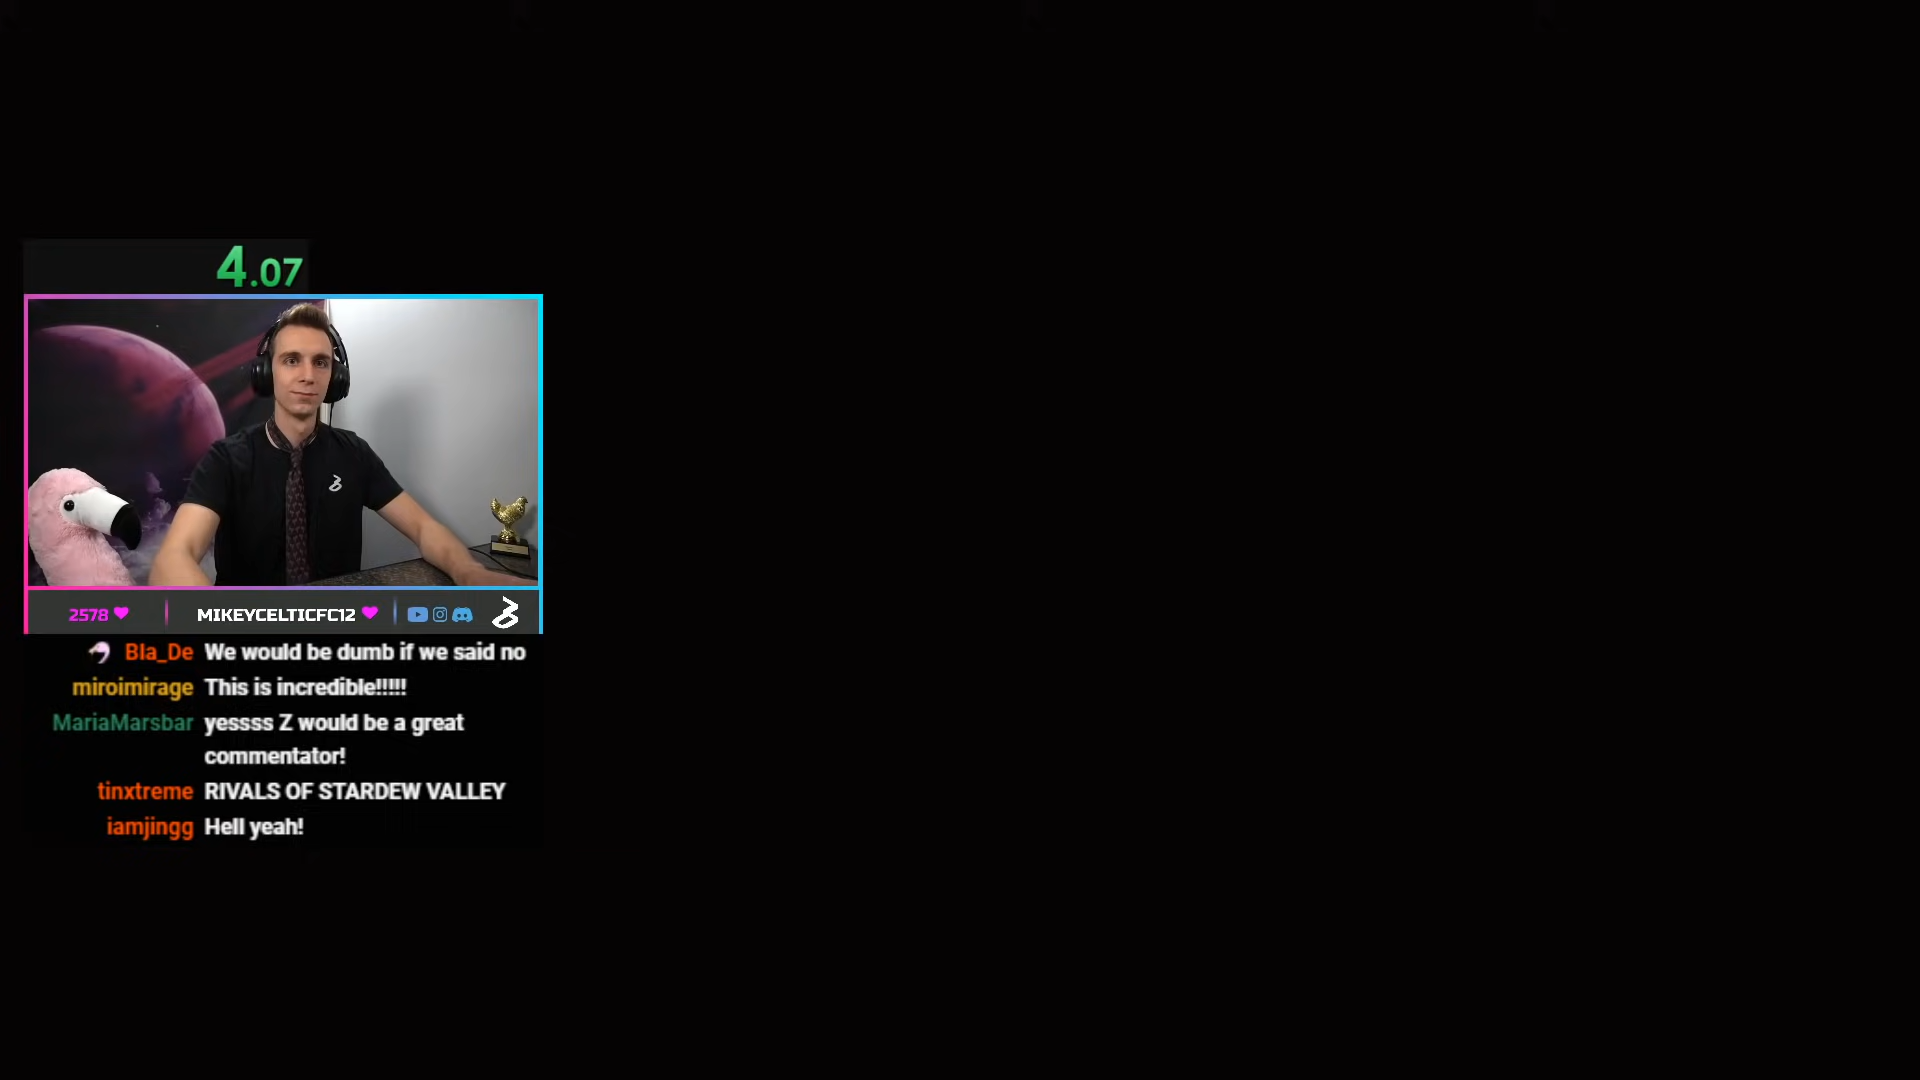 4.07
2578 MIKEYCELTICFC12
Bla_De We would be dumb if we said no
miroimirage This is incredible!!!!!
MariaMarsbar yessss Z would be a great
commentator!
tinxtreme RIVALS OF STARDEW VALLEY
iamjingg Hell yeah!